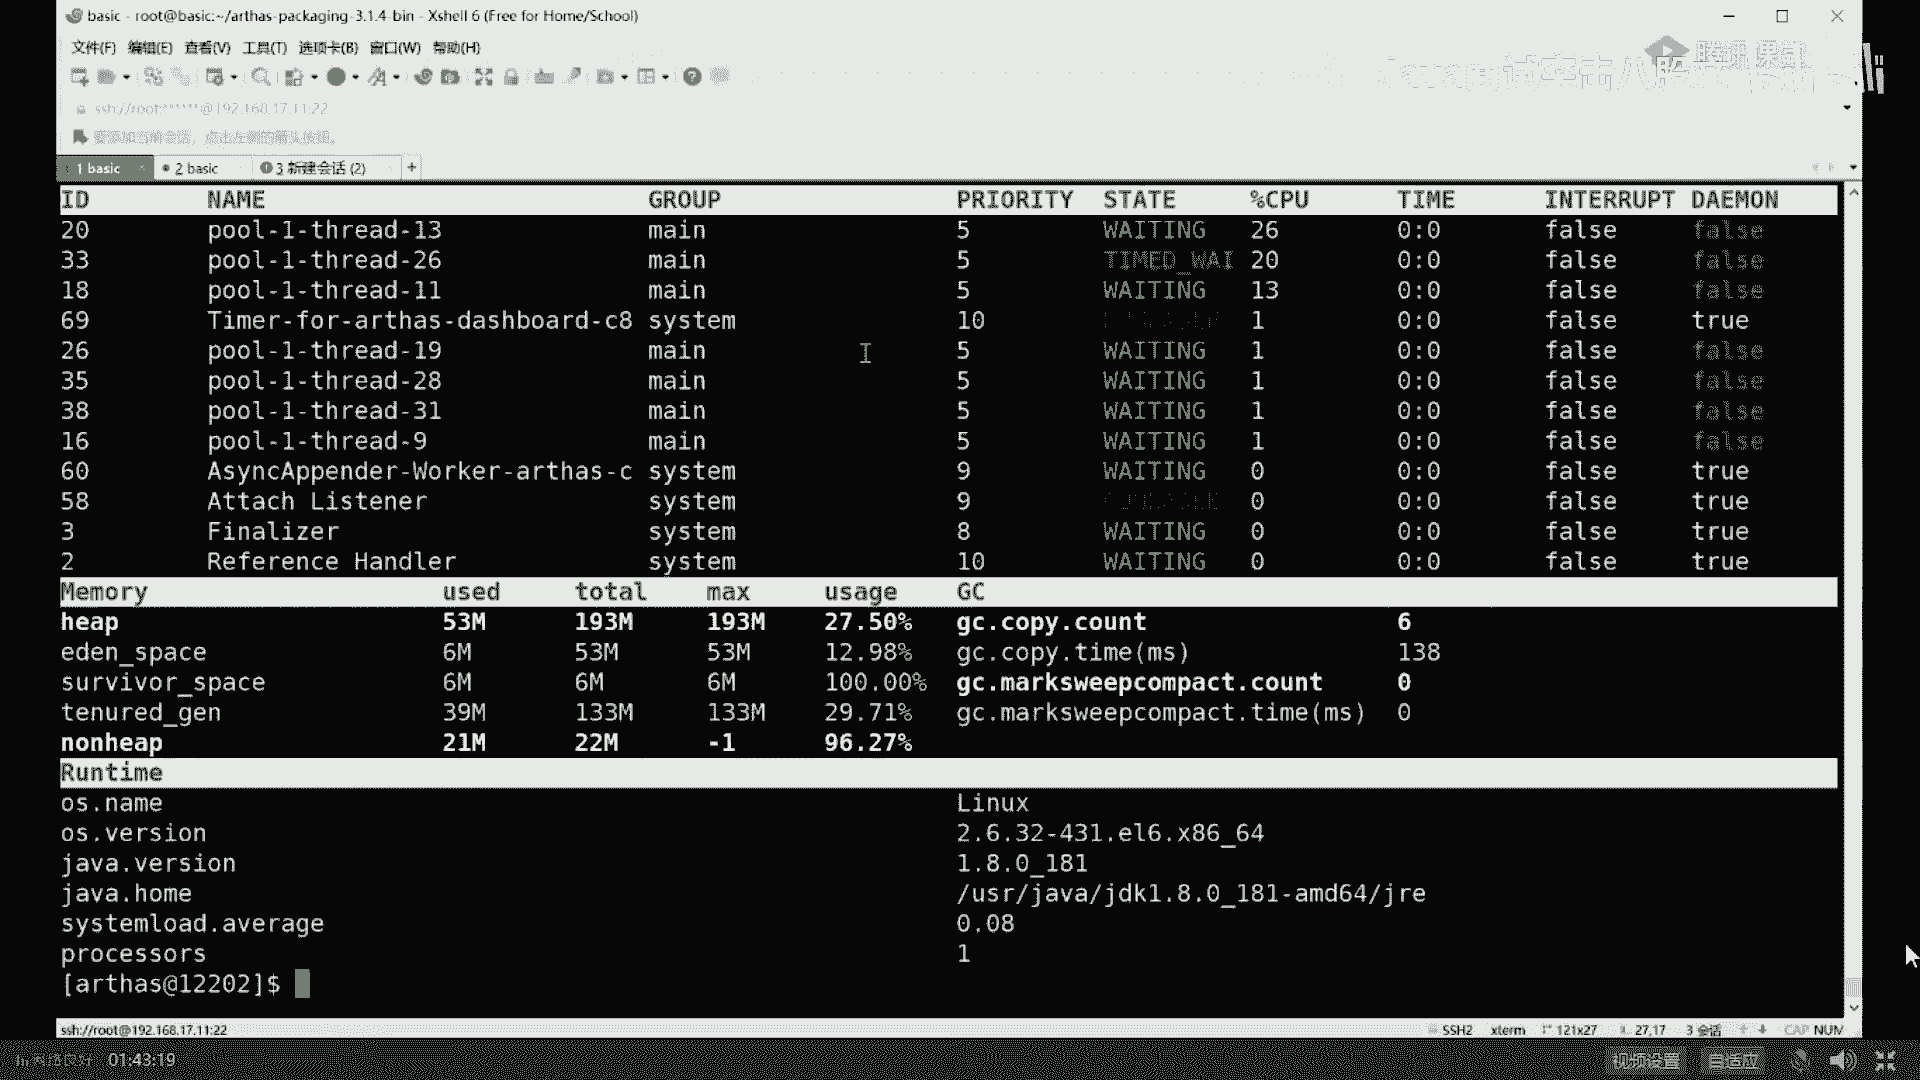 basic - root@basic:~/arthas-packaging-3.1.4-bin - Xshell 6 (Free for Home/School)
文件(F) 编辑(E) 查看(V) 工具(T) 选项卡(B) 窗口(W) 帮助(H)
ssh://root:******@192.168.17.11:22
要添加当前会话，点击左侧的箭头按钮。
1 basic 2 basic 3 新建会话 (2) +
ID NAME GROUP PRIORITY STATE %CPU TIME INTERRUPT DAEMON
20 pool-1-thread-13 main 5 WAITING 26 0:0 false false
33 pool-1-thread-26 main 5 TIMED_WAI 20 0:0 false false
18 pool-1-thread-11 main 5 WAITING 13 0:0 false false
69 Timer-for-arthas-dashboard-c8 system 10 1 0:0 false true
26 pool-1-thread-19 main 5 WAITING 1 0:0 false false
35 pool-1-thread-28 main 5 WAITING 1 0:0 false false
38 pool-1-thread-31 main 5 WAITING 1 0:0 false false
16 pool-1-thread-9 main 5 WAITING 1 0:0 false false
60 AsyncAppender-Worker-arthas-c system 9 WAITING 0 0:0 false true
58 Attach Listener system 9 0 0:0 false true
3 Finalizer system 8 WAITING 0 0:0 false true
2 Reference Handler system 10 WAITING 0 0:0 false true
Memory used total max usage GC
heap 53M 193M 193M 27.50% gc.copy.count 6
eden_space 6M 53M 53M 12.98% gc.copy.time(ms) 138
survivor_space 6M 6M 6M 100.00% gc.marksweepcompact.count 0
tenured_gen 39M 133M 133M 29.71% gc.marksweepcompact.time(ms) 0
nonheap 21M 22M -1 96.27%
Runtime
os.name Linux
os.version 2.6.32-431.el6.x86_64
java.version 1.8.0_181
java.home /usr/java/jdk1.8.0_181-amd64/jre
systemload.average 0.08
processors 1
[arthas@12202]$
ssh://root@192.168.17.11:22 SSH2 xterm 121x27 27,17 3 会话 CAP NUM
01:43:19 视频设置 自适应